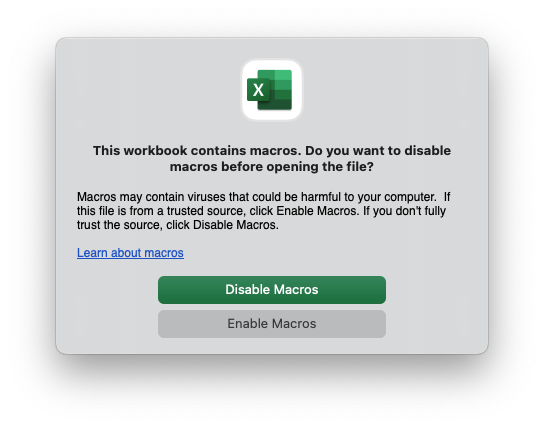 X
This workbook contains macros. Do you want to disable
macros before opening the file?
Macros may contain viruses that could be harmful to your computer.  If
this file is from a trusted source, click Enable Macros. If you don't fully
trust the source, click Disable Macros.
Learn about macros
Disable Macros
Enable Macros